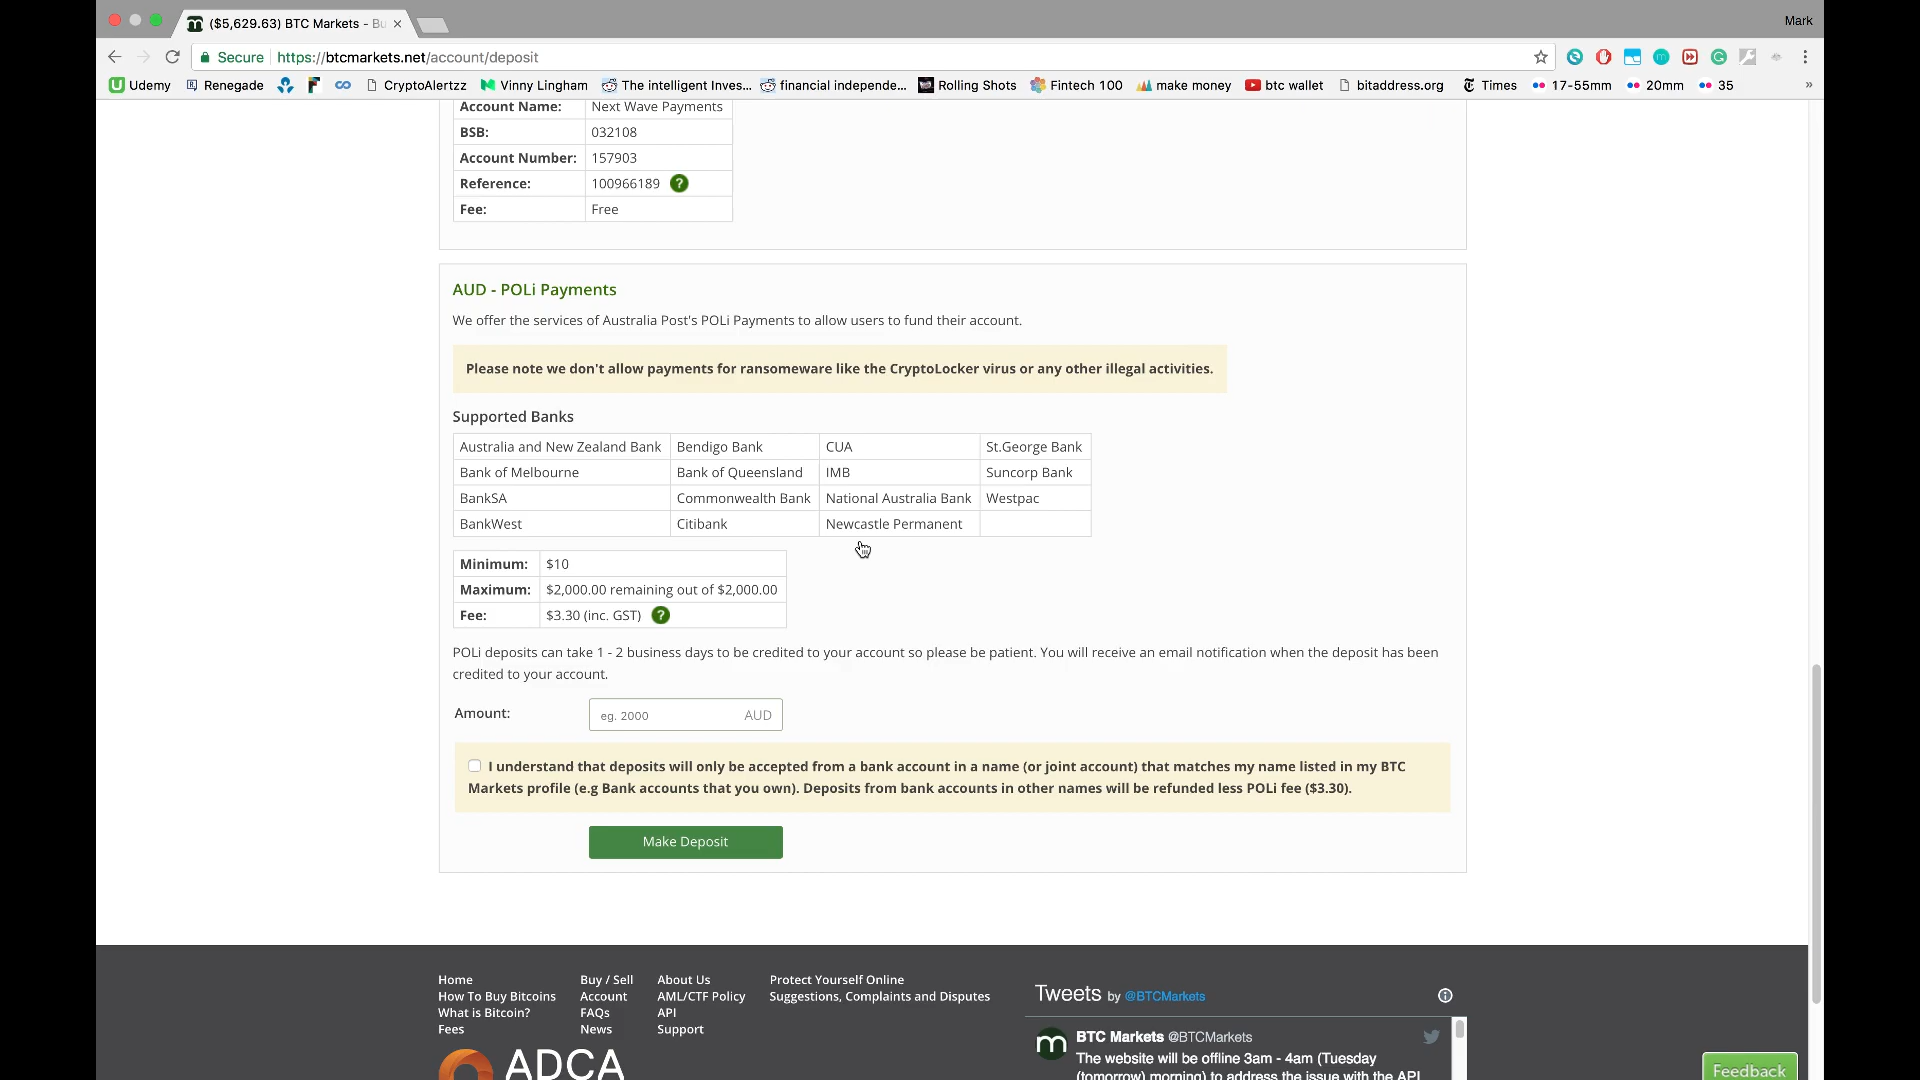 ($5,629.63) BTC Markets - Bu
Mark
Secure https://btcmarkets.net/account/deposit
Udemy Renegade CryptoAlertzz Vinny Lingham The intelligent Inves... financial independe... Rolling Shots Fintech 100 make money btc wallet bitaddress.org Times 17-55mm 20mm 35 »
Account Name: Next Wave Payments
BSB: 032108
Account Number: 157903
Reference: 100966189 ?
Fee: Free
AUD - POLi Payments
We offer the services of Australia Post's POLi Payments to allow users to fund their account.
Please note we don't allow payments for ransomeware like the CryptoLocker virus or any other illegal activities.
Supported Banks
Australia and New Zealand Bank Bendigo Bank CUA St.George Bank
Bank of Melbourne Bank of Queensland IMB Suncorp Bank
BankSA Commonwealth Bank National Australia Bank Westpac
BankWest Citibank Newcastle Permanent
Minimum: $10
Maximum: $2,000.00 remaining out of $2,000.00
Fee: $3.30 (inc. GST) ?
POLi deposits can take 1 - 2 business days to be credited to your account so please be patient. You will receive an email notification when the deposit has been
credited to your account.
Amount: eg. 2000 AUD
I understand that deposits will only be accepted from a bank account in a name (or joint account) that matches my name listed in my BTC
Markets profile (e.g Bank accounts that you own). Deposits from bank accounts in other names will be refunded less POLi fee ($3.30).
Make Deposit
Home Buy / Sell About Us Protect Yourself Online
How To Buy Bitcoins Account AML/CTF Policy Suggestions, Complaints and Disputes
What is Bitcoin? FAQs API
Fees News Support
ADCA
Tweets by @BTCMarkets
BTC Markets @BTCMarkets
The website will be offline 3am - 4am (Tuesday
(tomorrow) morning) to address the issue with the API
Feedback